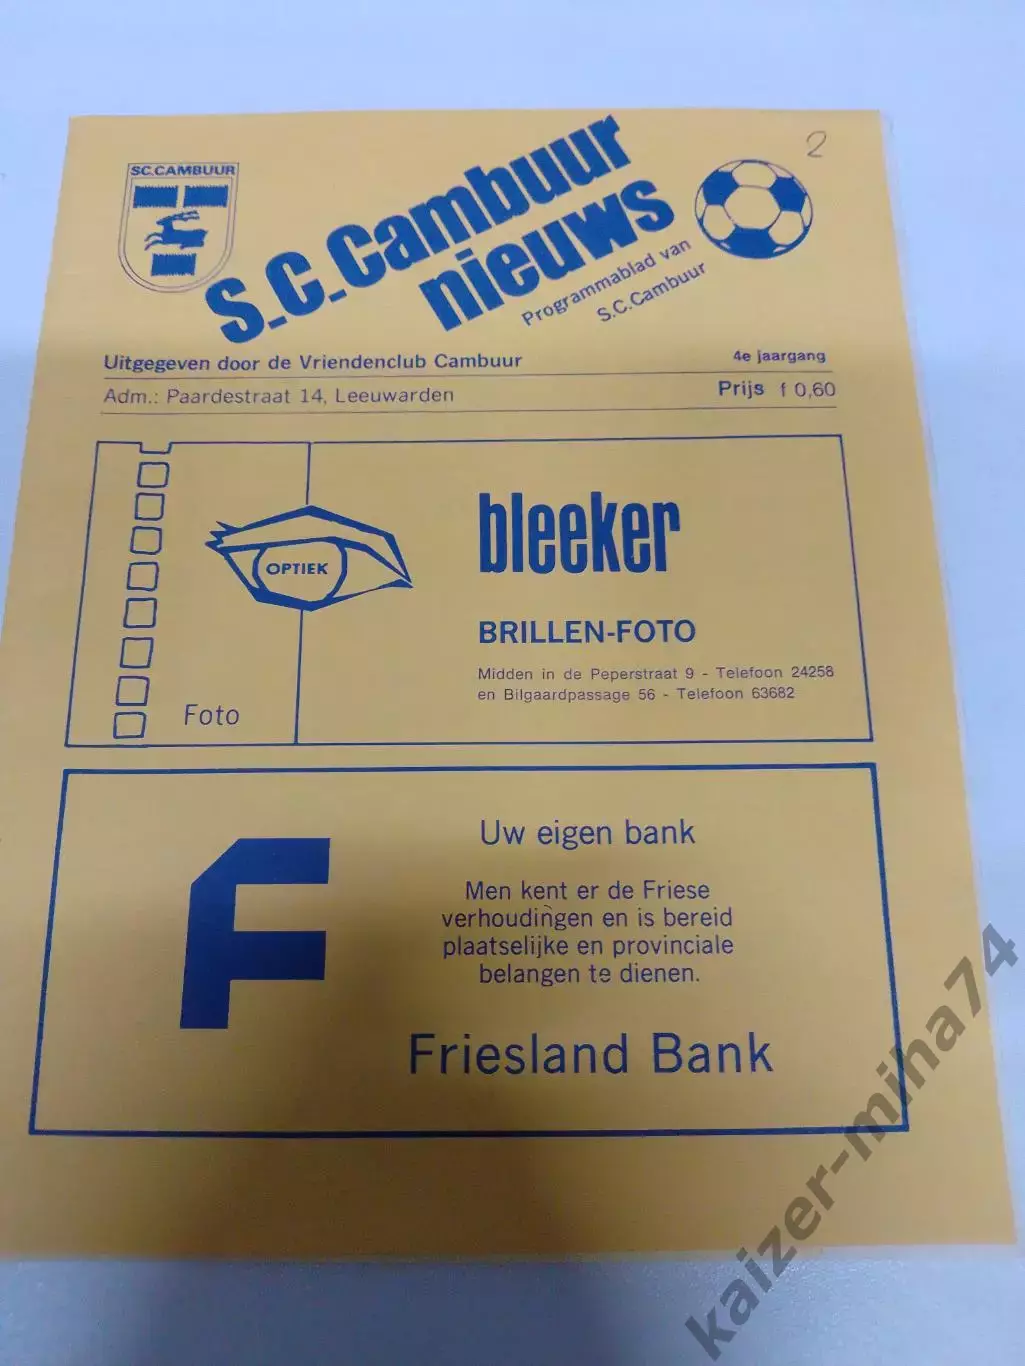 2
SC.CAMBUUR
S.C. Cambuur
nieuws
Programmablad van
S.C.Cambuur
Uitgegeven door de Vriendenclub Cambuur
4e jaargang
Adm.: Paardestraat 14, Leeuwarden
Prijs f 0,60
OPTIEK
Foto
bleeker
BRILLEN-FOTO
Midden in de Peperstraat 9 - Telefoon 24258
en Bilgaardpassage 56 - Telefoon 63682
F
Uw eigen bank
Men kent er de Friese
verhoudingen en is bereid
plaatselijke en provinciale
belangen te dienen.
Friesland Bank
kaizer-miha74